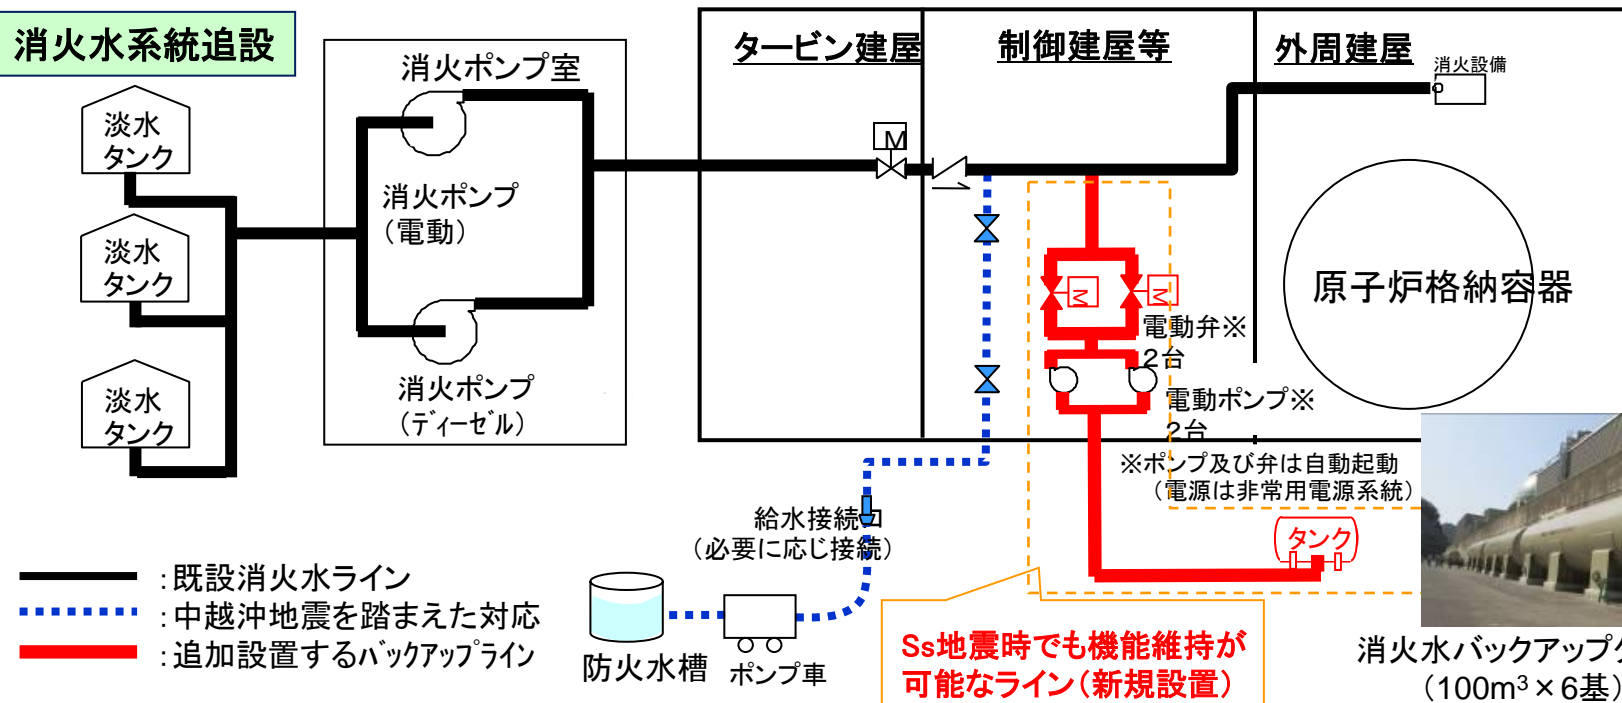 消火水系統追設
淡水
タンク
淡水
タンク
淡水
タンク
消火ポンプ室
消火ポンプ
（電動）
消火ポンプ
（ディーゼル）
タービン建屋
制御建屋等
外周建屋
消火設備
M
M
M
原子炉格納容器
電動弁※
２台
電動ポンプ※
２台
※ポンプ及び弁は自動起動
（電源は非常用電源系統）
給水接続口
（必要に応じ接続）
タンク
：既設消火水ライン
：中越沖地震を踏まえた対応
：追加設置するバックアップライン
防火水槽
ポンプ車
Ss地震時でも機能維持が
可能なライン（新規設置）
消火水バックアップタ
（100m³×6基）